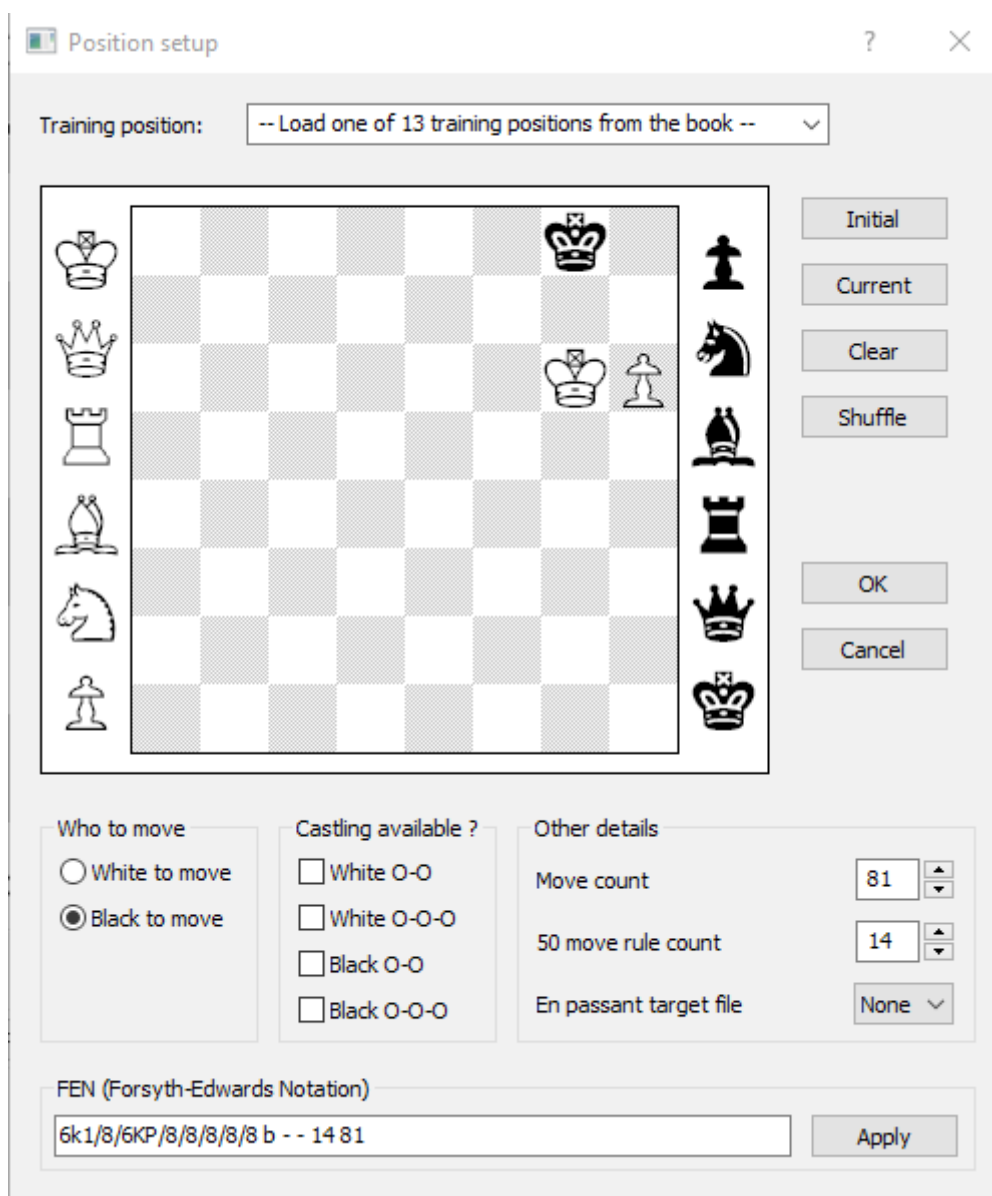 Position setup
?
Training position:
-- Load one of 13 training positions from the book --
Initial
Current
Clear
Shuffle
OK
Cancel
Who to move
White to move
Black to move
Castling available ?
White O-O
White O-O-O
Black O-O
Black O-O-O
Other details
Move count 81
50 move rule count 14
En passant target file None
FEN (Forsyth-Edwards Notation)
6k1/8/6KP/8/8/8/8/8 b - - 14 81
Apply